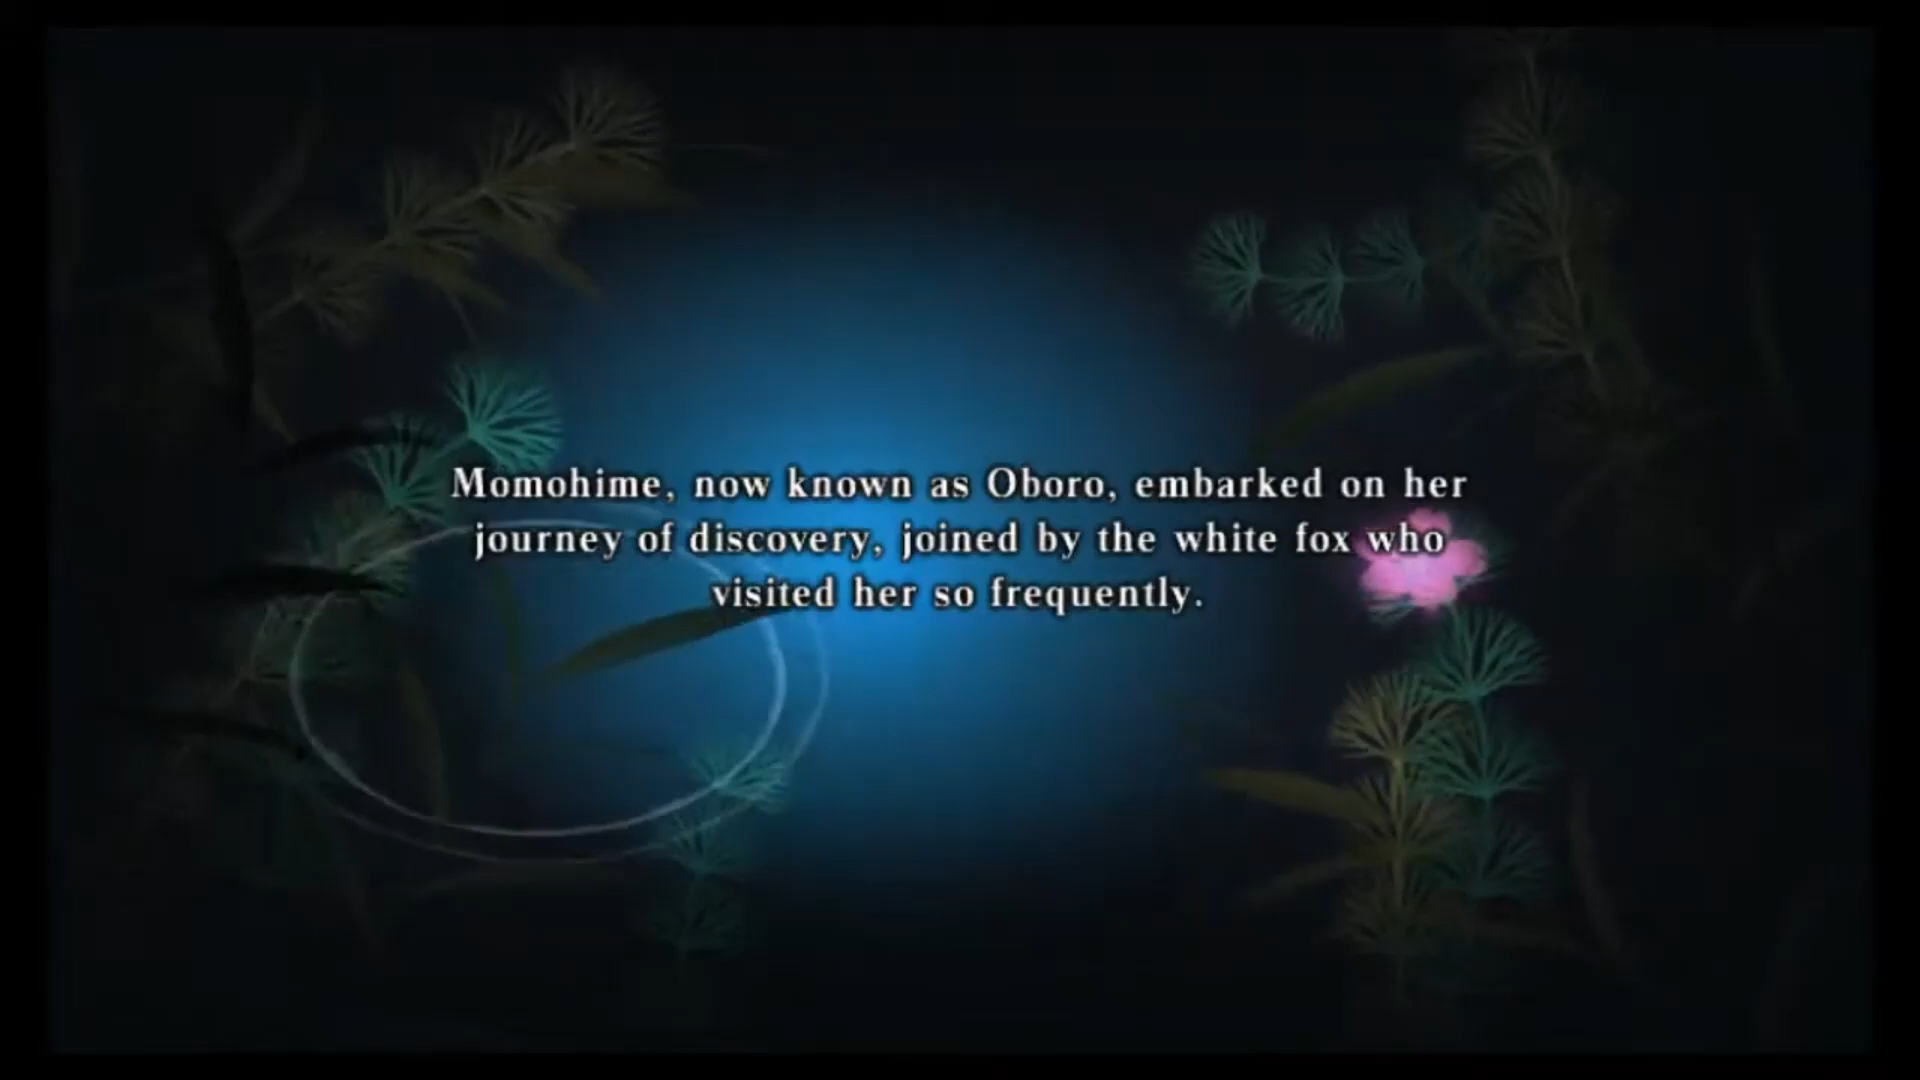 Momohime, now known as Oboro, embarked on her
journey of discovery, joined by the white fox who
visited her so frequently.